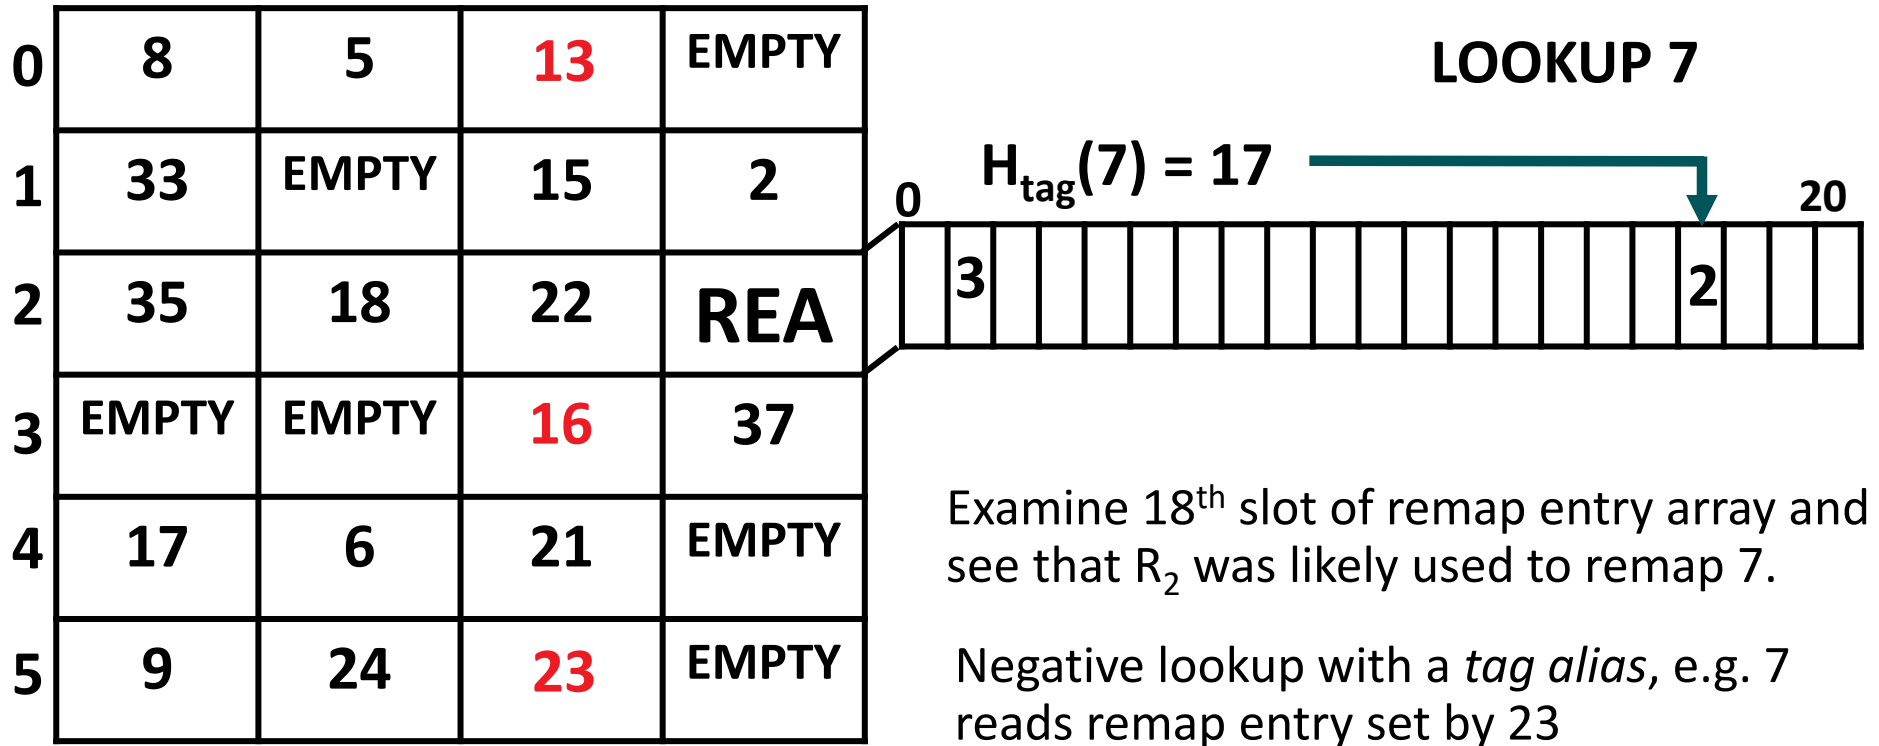 0 8 5 13 EMPTY
1 33 EMPTY 15 2
2 35 18 22 REA
3 EMPTY EMPTY 16 37
4 17 6 21 EMPTY
5 9 24 23 EMPTY
LOOKUP 7
Htag(7) = 17
0 20
3 2
Examine 18th slot of remap entry array and
see that R2 was likely used to remap 7.
Negative lookup with a tag alias, e.g. 7
reads remap entry set by 23